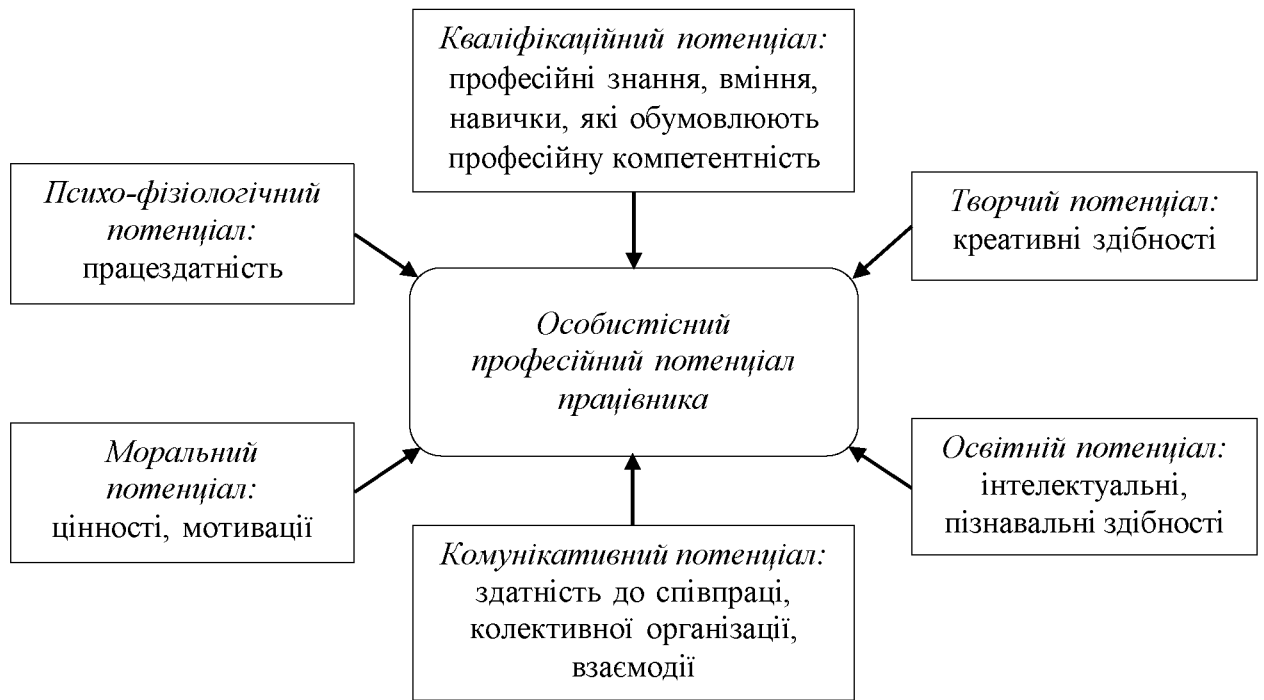 Кваліфікаційний потенціал:
професійні знання, вміння,
навички, які обумовлюють
професійну компетентність
Психо-фізіологічний
потенціал:
працездатність
Творчий потенціал:
креативні здібності
Особистісний
професійний потенціал
працівника
Моральний
потенціал:
цінності, мотивації
Освітній потенціал:
інтелектуальні,
пізнавальні здібності
Комунікативний потенціал:
здатність до співпраці,
колективної організації,
взаємодії